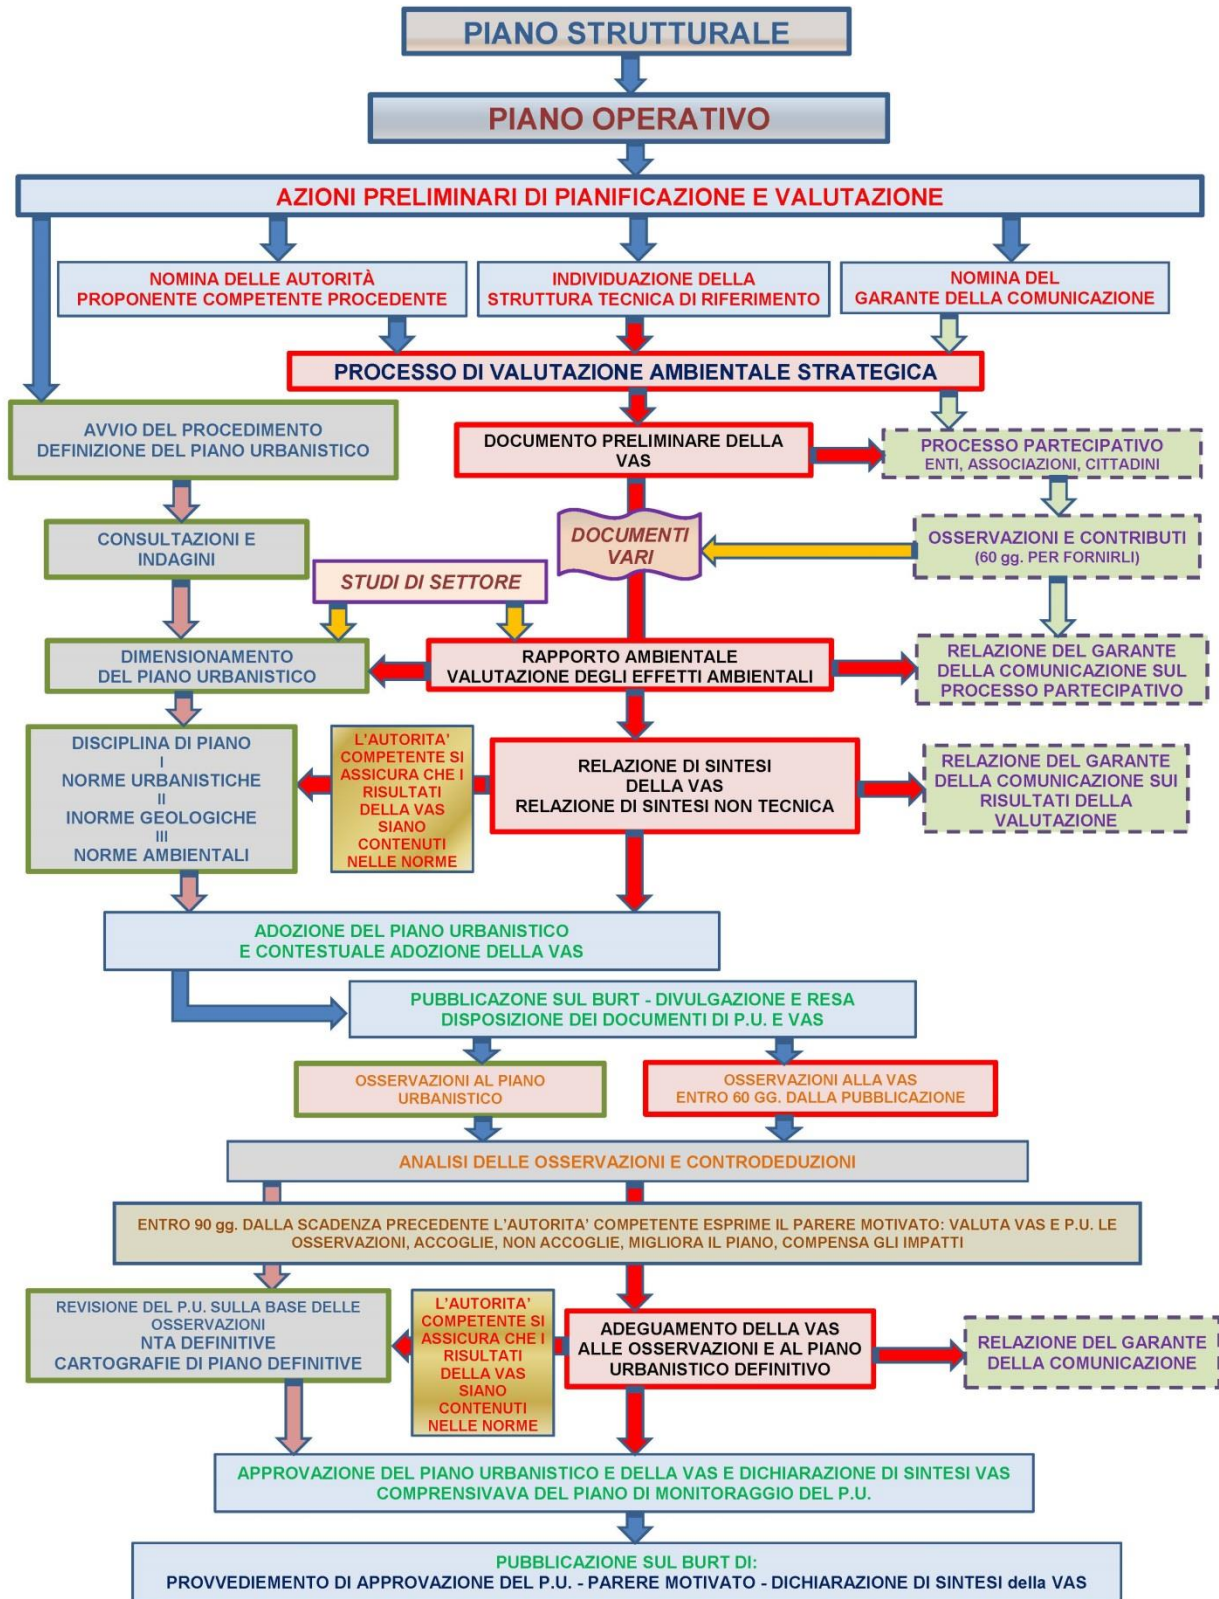 PIANO STRUTTURALE
PIANO OPERATIVO
AZIONI PRELIMINARI DI PIANIFICAZIONE E VALUTAZIONE
NOMINA DELLE AUTORITÀ
PROPONENTE COMPETENTE PROCEDENTE
INDIVIDUAZIONE DELLA
STRUTTURA TECNICA DI RIFERIMENTO
NOMINA DEL
GARANTE DELLA COMUNICAZIONE
PROCESSO DI VALUTAZIONE AMBIENTALE STRATEGICA
AVVIO DEL PROCEDIMENTO
DEFINIZIONE DEL PIANO URBANISTICO
DOCUMENTO PRELIMINARE DELLA
VAS
PROCESSO PARTECIPATIVO
ENTI, ASSOCIAZIONI, CITTADINI
CONSULTAZIONI E
INDAGINI
DOCUMENTI
VARI
OSSERVAZIONI E CONTRIBUTI
(60 gg. PER FORNIRLI)
STUDI DI SETTORE
DIMENSIONAMENTO
DEL PIANO URBANISTICO
RAPPORTO AMBIENTALE
VALUTAZIONE DEGLI EFFETTI AMBIENTALI
RELAZIONE DEL GARANTE
DELLA COMUNICAZIONE SUL
PROCESSO PARTECIPATIVO
DISCIPLINA DI PIANO
I
NORME URBANISTICHE
II
INORME GEOLOGICHE
III
NORME AMBIENTALI
L'AUTORITA'
COMPETENTE SI
ASSICURA CHE I
RISULTATI
DELLA VAS
SIANO
CONTENUTI
NELLE NORME
RELAZIONE DI SINTESI
DELLA VAS
RELAZIONE DI SINTESI NON TECNICA
RELAZIONE DEL GARANTE
DELLA COMUNICAZIONE SUI
RISULTATI DELLA
VALUTAZIONE
ADOZIONE DEL PIANO URBANISTICO
E CONTESTUALE ADOZIONE DELLA VAS
PUBBLICAZONE SUL BURT - DIVULGAZIONE E RESA
DISPOSIZIONE DEI DOCUMENTI DI P.U. E VAS
OSSERVAZIONI AL PIANO
URBANISTICO
OSSERVAZIONI ALLA VAS
ENTRO 60 GG. DALLA PUBBLICAZIONE
ANALISI DELLE OSSERVAZIONI E CONTRODEDUZIONI
ENTRO 90 gg. DALLA SCADENZA PRECEDENTE L'AUTORITA' COMPETENTE ESPRIME IL PARERE MOTIVATO: VALUTA VAS E P.U. LE
OSSERVAZIONI, ACCOGLIE, NON ACCOGLIE, MIGLIORA IL PIANO, COMPENSA GLI IMPATTI
REVISIONE DEL P.U. SULLA BASE DELLE
OSSERVAZIONI
NTA DEFINITIVE
CARTOGRAFIE DI PIANO DEFINITIVE
L'AUTORITA'
COMPETENTE SI
ASSICURA CHE I
RISULTATI
DELLA VAS
SIANO
CONTENUTI
NELLE NORME
ADEGUAMENTO DELLA VAS
ALLE OSSERVAZIONI E AL PIANO
URBANISTICO DEFINITIVO
RELAZIONE DEL GARANTE
DELLA COMUNICAZIONE
APPROVAZIONE DEL PIANO URBANISTICO E DELLA VAS E DICHIARAZIONE DI SINTESI VAS
COMPRENSIVAVA DEL PIANO DI MONITORAGGIO DEL P.U.
PUBBLICAZIONE SUL BURT DI:
PROVVEDIEMENTO DI APPROVAZIONE DEL P.U. - PARERE MOTIVATO - DICHIARAZIONE DI SINTESI della VAS